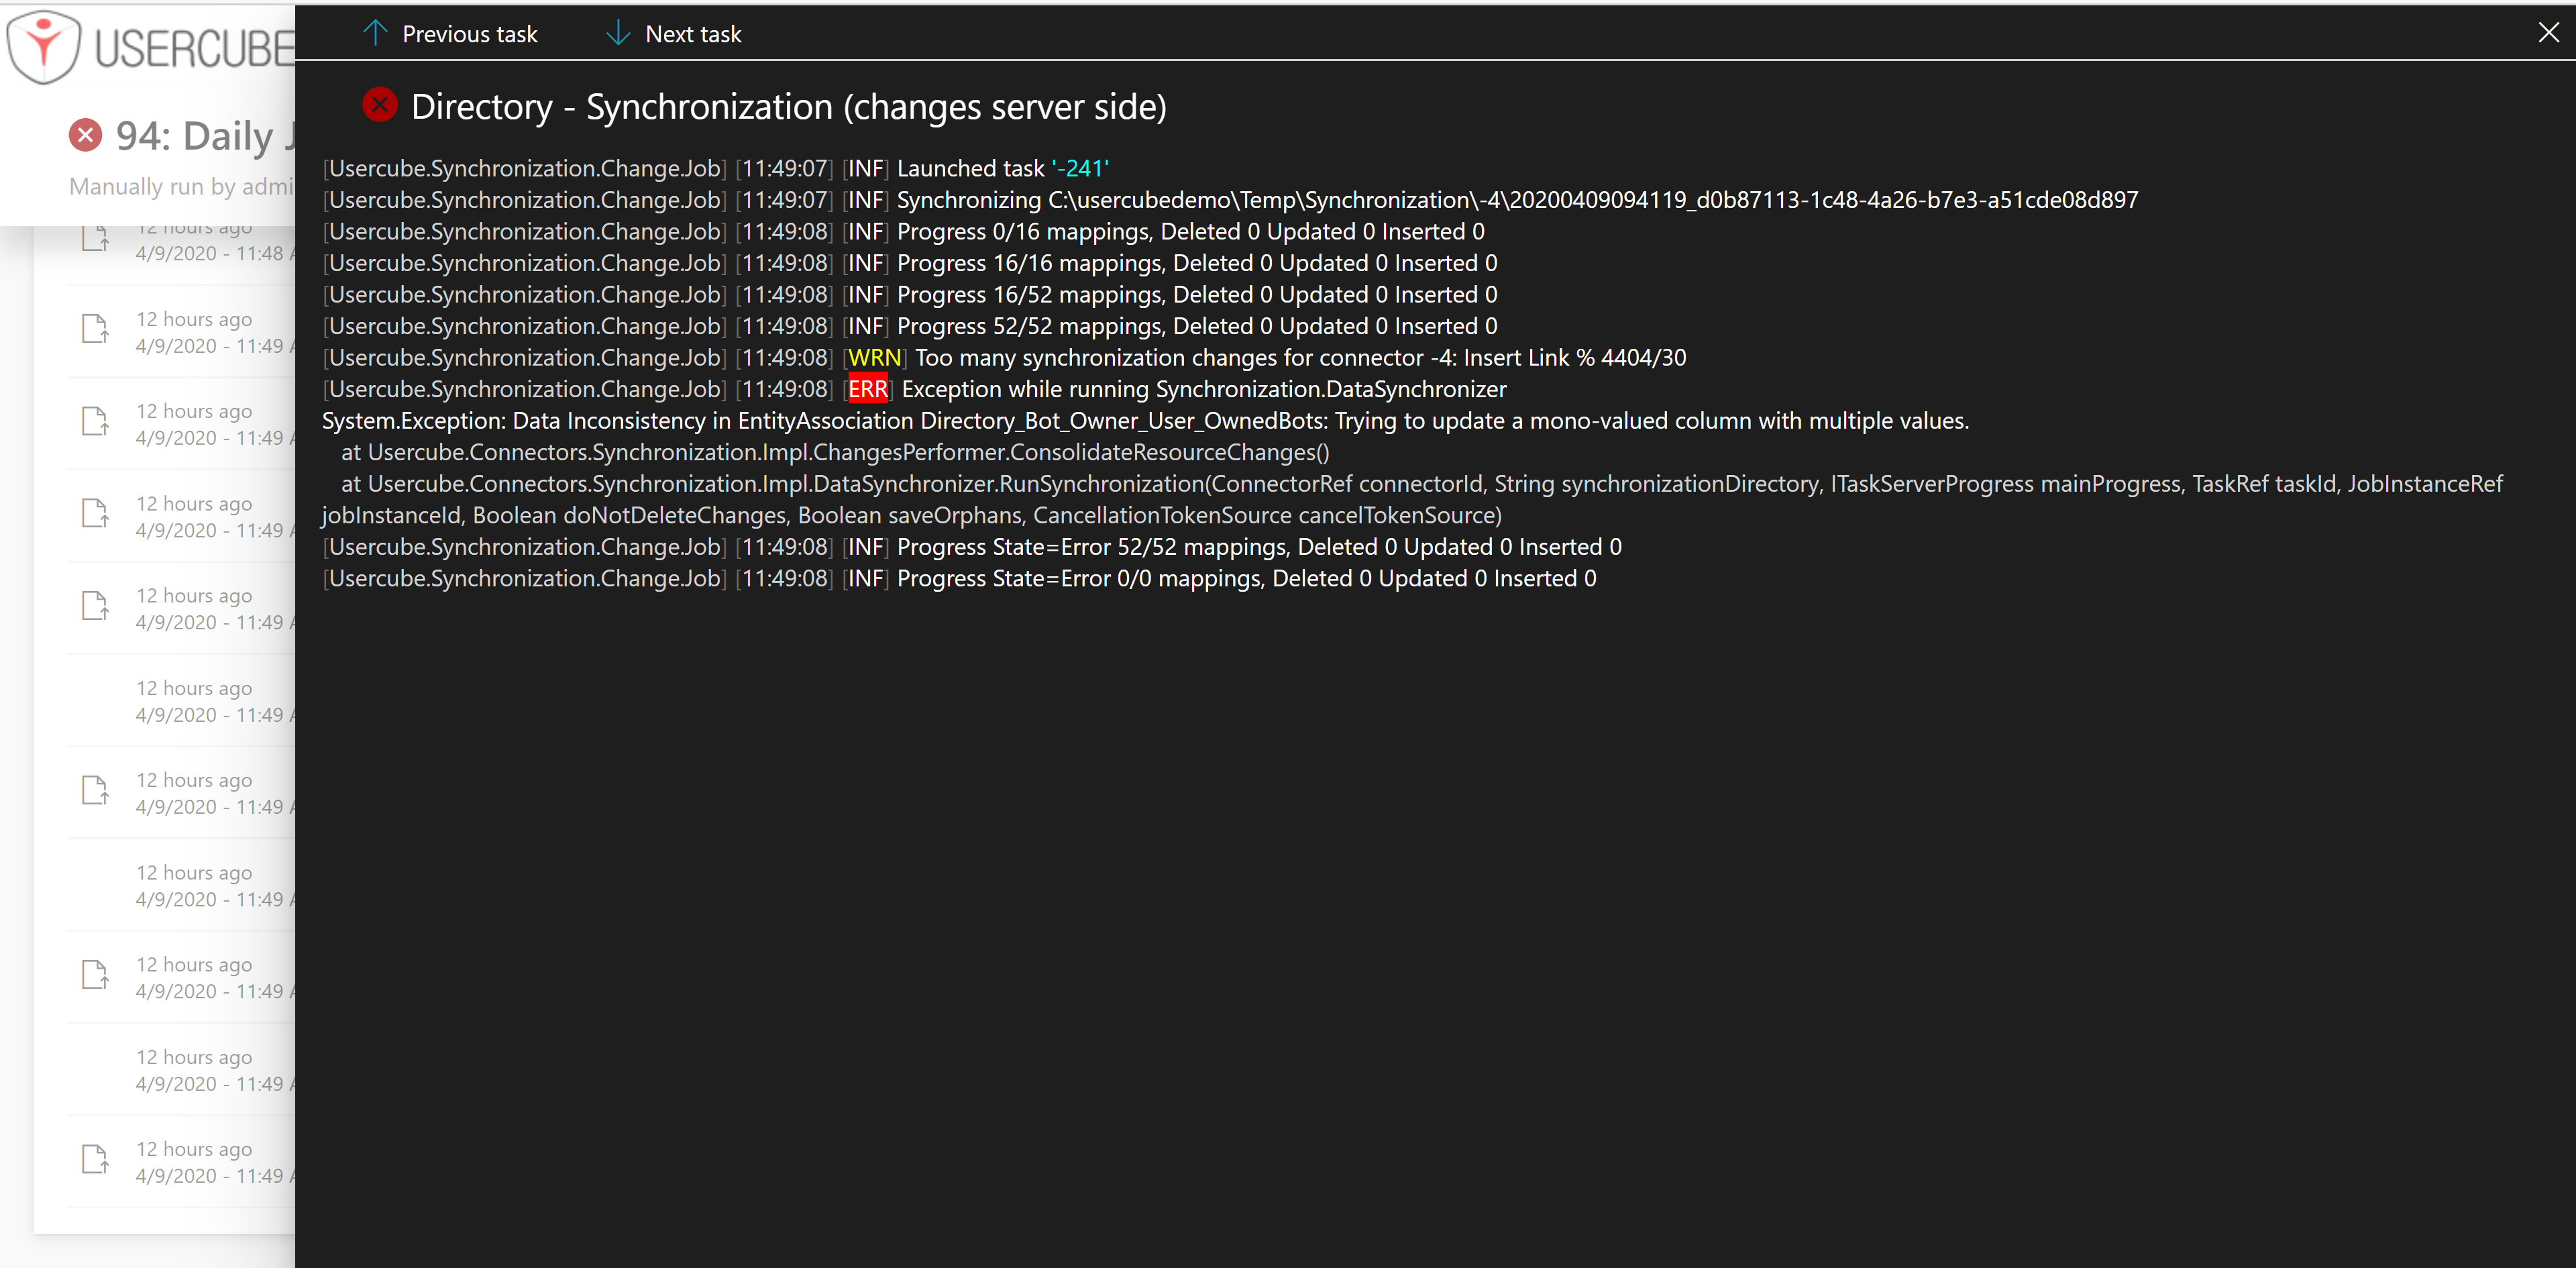 USERCUBE
94: Daily J
Manually run by admi
12 hours ago
4/9/2020 - 11:48 A
12 hours ago
4/9/2020 - 11:49 A
12 hours ago
4/9/2020 - 11:49 A
12 hours ago
4/9/2020 - 11:49 A
12 hours ago
4/9/2020 - 11:49 A
12 hours ago
4/9/2020 - 11:49 A
12 hours ago
4/9/2020 - 11:49 A
12 hours ago
4/9/2020 - 11:49 A
12 hours ago
4/9/2020 - 11:49 A
12 hours ago
4/9/2020 - 11:49 A
12 hours ago
4/9/2020 - 11:49 A
Previous task
Next task
Directory - Synchronization (changes server side)
[Usercube.Synchronization.Change.Job] [11:49:07] [INF] Launched task '-241'
[Usercube.Synchronization.Change.Job] [11:49:07] [INF] Synchronizing C:\usercubedemo\Temp\Synchronization\-4\20200409094119_d0b87113-1c48-4a26-b7e3-a51cde08d897
[Usercube.Synchronization.Change.Job] [11:49:08] [INF] Progress 0/16 mappings, Deleted 0 Updated 0 Inserted 0
[Usercube.Synchronization.Change.Job] [11:49:08] [INF] Progress 16/16 mappings, Deleted 0 Updated 0 Inserted 0
[Usercube.Synchronization.Change.Job] [11:49:08] [INF] Progress 16/52 mappings, Deleted 0 Updated 0 Inserted 0
[Usercube.Synchronization.Change.Job] [11:49:08] [INF] Progress 52/52 mappings, Deleted 0 Updated 0 Inserted 0
[Usercube.Synchronization.Change.Job] [11:49:08] [WRN] Too many synchronization changes for connector -4: Insert Link % 4404/30
[Usercube.Synchronization.Change.Job] [11:49:08] [ERR] Exception while running Synchronization.DataSynchronizer
System.Exception: Data Inconsistency in EntityAssociation Directory_Bot_Owner_User_OwnedBots: Trying to update a mono-valued column with multiple values.
at Usercube.Connectors.Synchronization.Impl.ChangesPerformer.ConsolidateResourceChanges()
at Usercube.Connectors.Synchronization.Impl.DataSynchronizer.RunSynchronization(ConnectorRef connectorId, String synchronizationDirectory, ITaskServerProgress mainProgress, TaskRef taskId, JobInstanceRef
jobInstanceId, Boolean doNotDeleteChanges, Boolean saveOrphans, CancellationTokenSource cancelTokenSource)
[Usercube.Synchronization.Change.Job] [11:49:08] [INF] Progress State=Error 52/52 mappings, Deleted 0 Updated 0 Inserted 0
[Usercube.Synchronization.Change.Job] [11:49:08] [INF] Progress State=Error 0/0 mappings, Deleted 0 Updated 0 Inserted 0